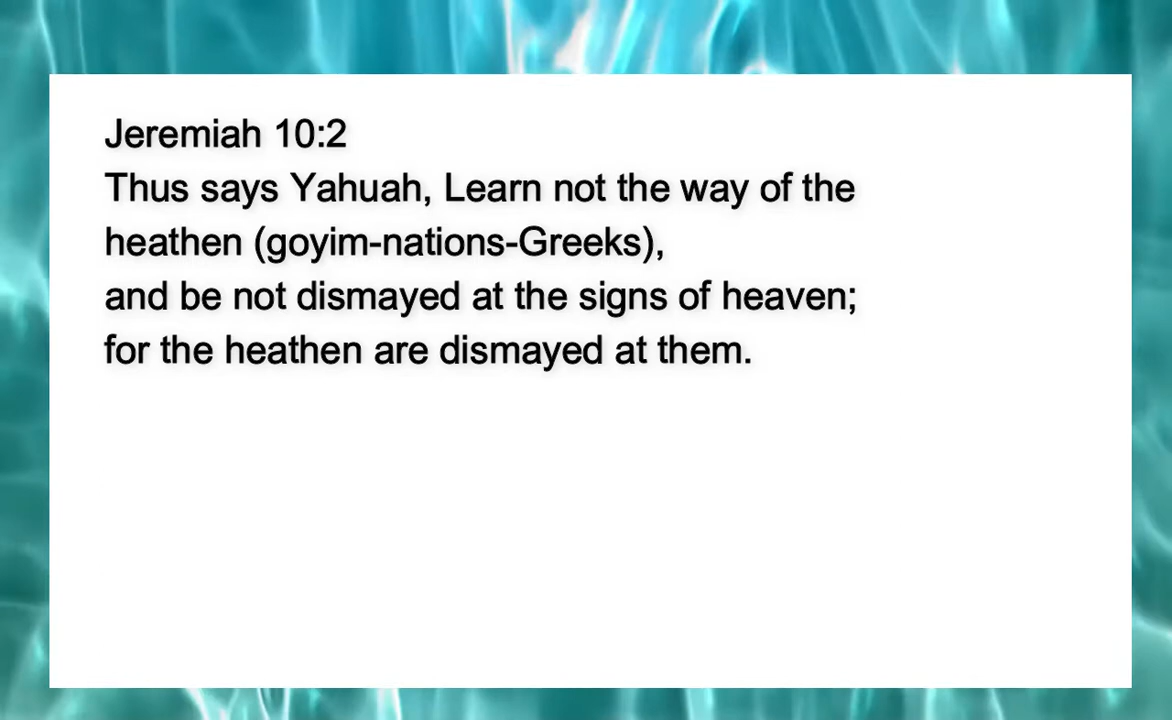 Jeremiah 10:2
Thus says Yahuah, Learn not the way of the
heathen (goyim-nations-Greeks),
and be not dismayed at the signs of heaven;
for the heathen are dismayed at them.